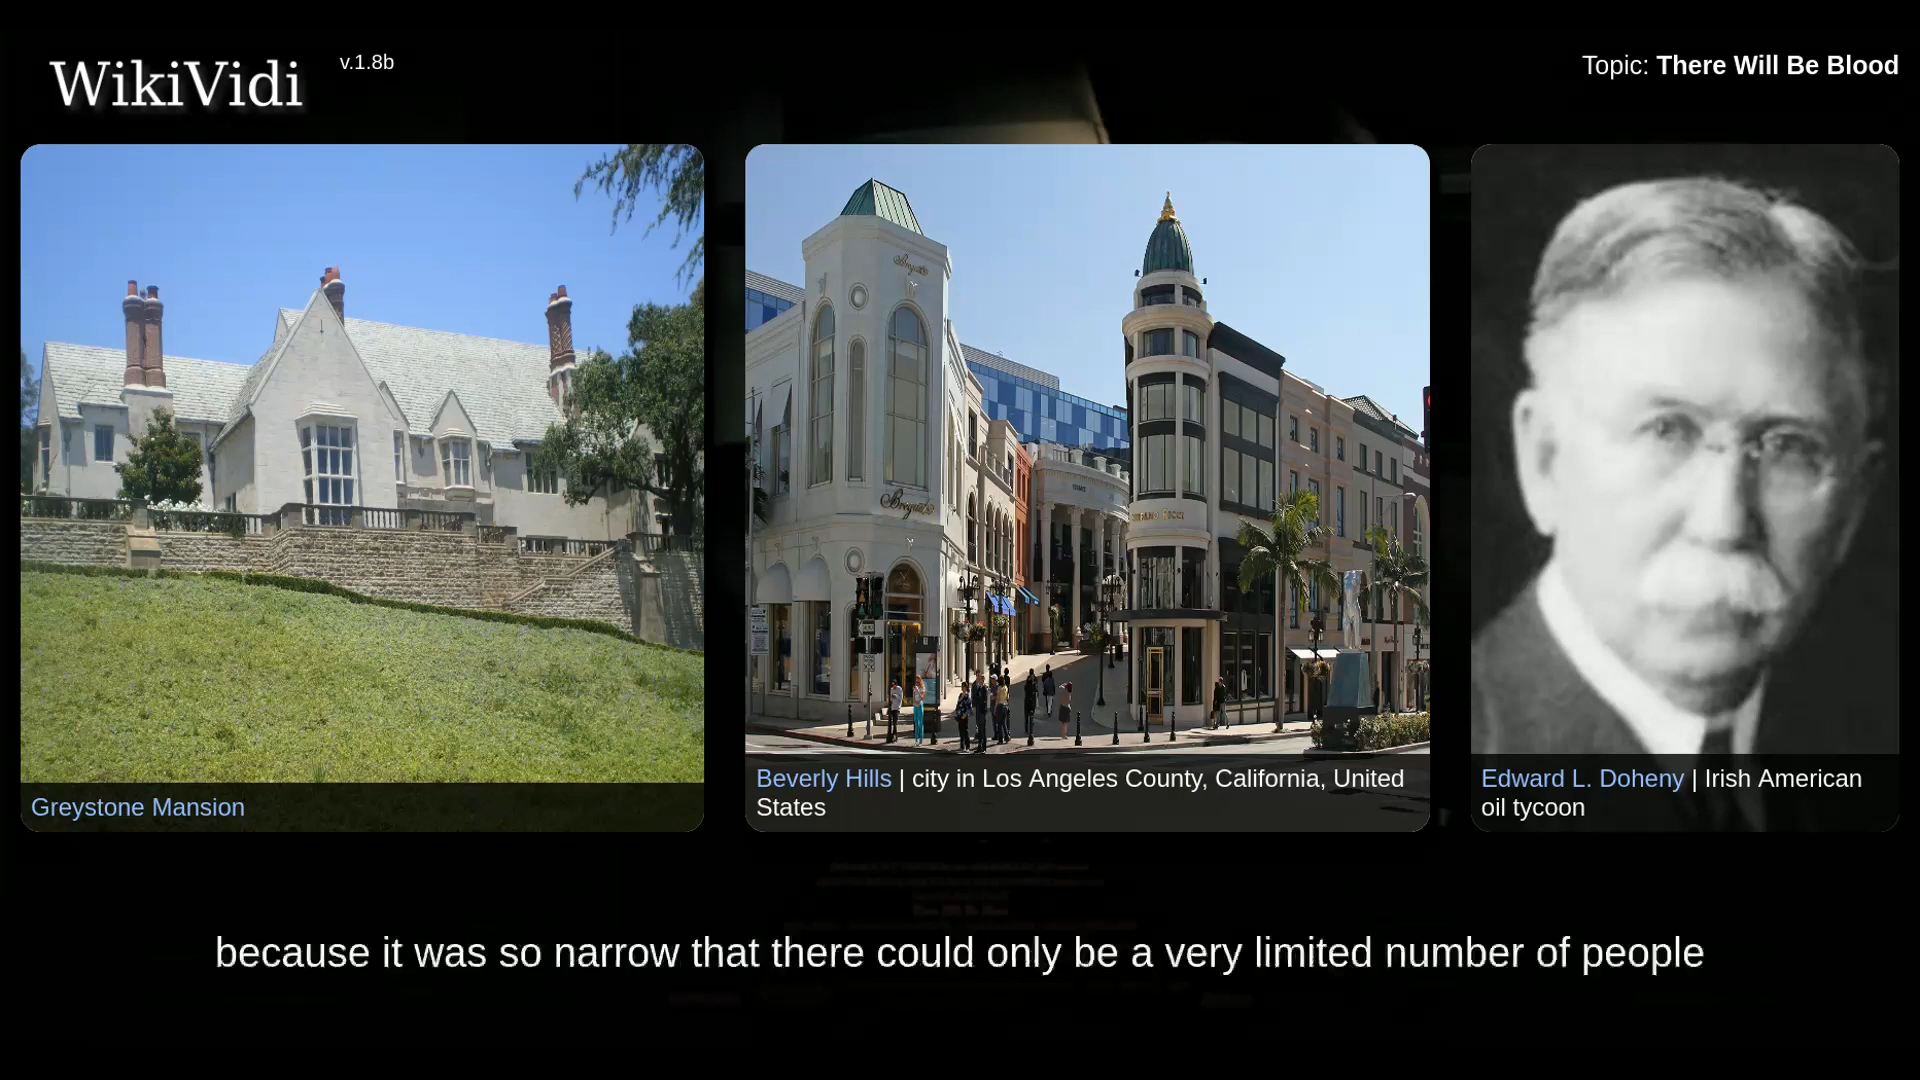 WikiVidi
v.1.8b
Topic: There Will Be Blood
Breguet
Breguet
Greystone Mansion
Beverly Hills | city in Los Angeles County, California, United
States
Edward L. Doheny | Irish American
oil tycoon
because it was so narrow that there could only be a very limited number of people